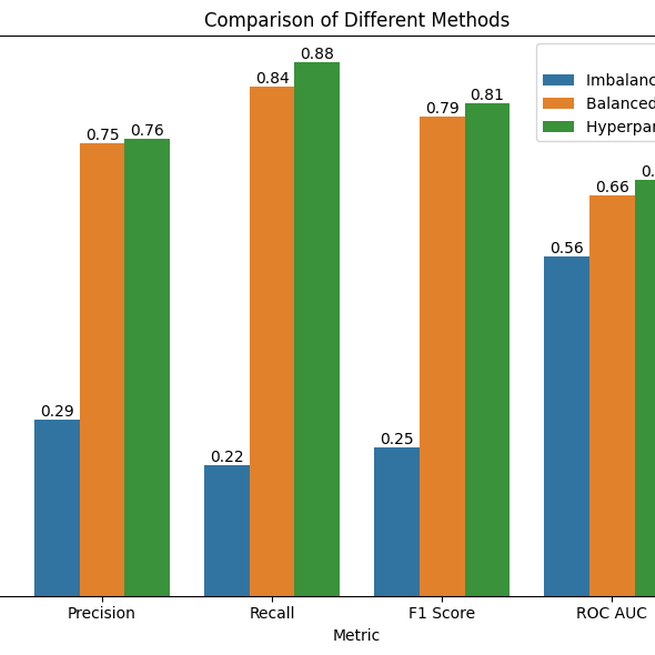 Comparison of Different Methods
Imbalanc
Balanced
Hyperpar
0.75 0.76
0.84 0.88
0.79 0.81
0.56 0.66 0.
0.29
0.22
0.25
Precision Recall F1 Score ROC AUC
Metric